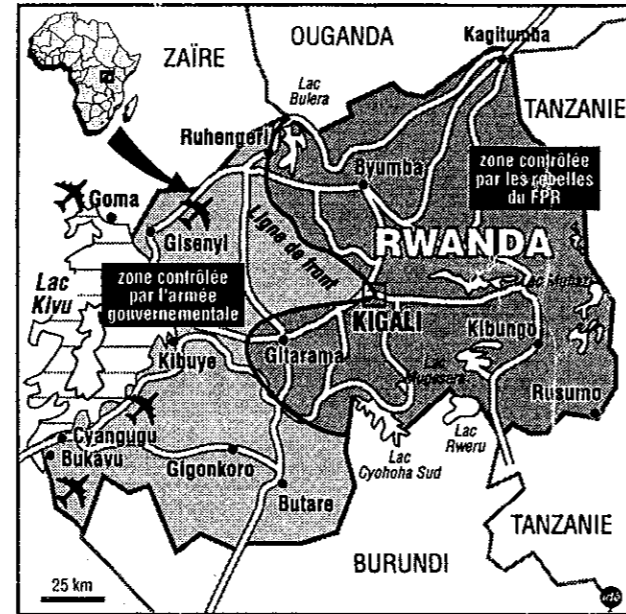 OUGANDA
Kagitumba
ZAÏRE
Lac
Bulera
TANZANIE
Ruhengeri
Byumba
zone contrôlée
par les rebelles
du FPR
Goma
Gisenyi
Ligne de front
RWANDA
Lac
Kivu
zone contrôlée
par l'armée
gouvernementale
Lac
KIGALI
Kibungo
Kibuye
Gitarama
Lac
Rusumo
Lac
Rweru
Cyangugu
Bukavu
Gigonkoro
Lac
Cyohoha Sud
Butare
TANZANIE
BURUNDI
25 km